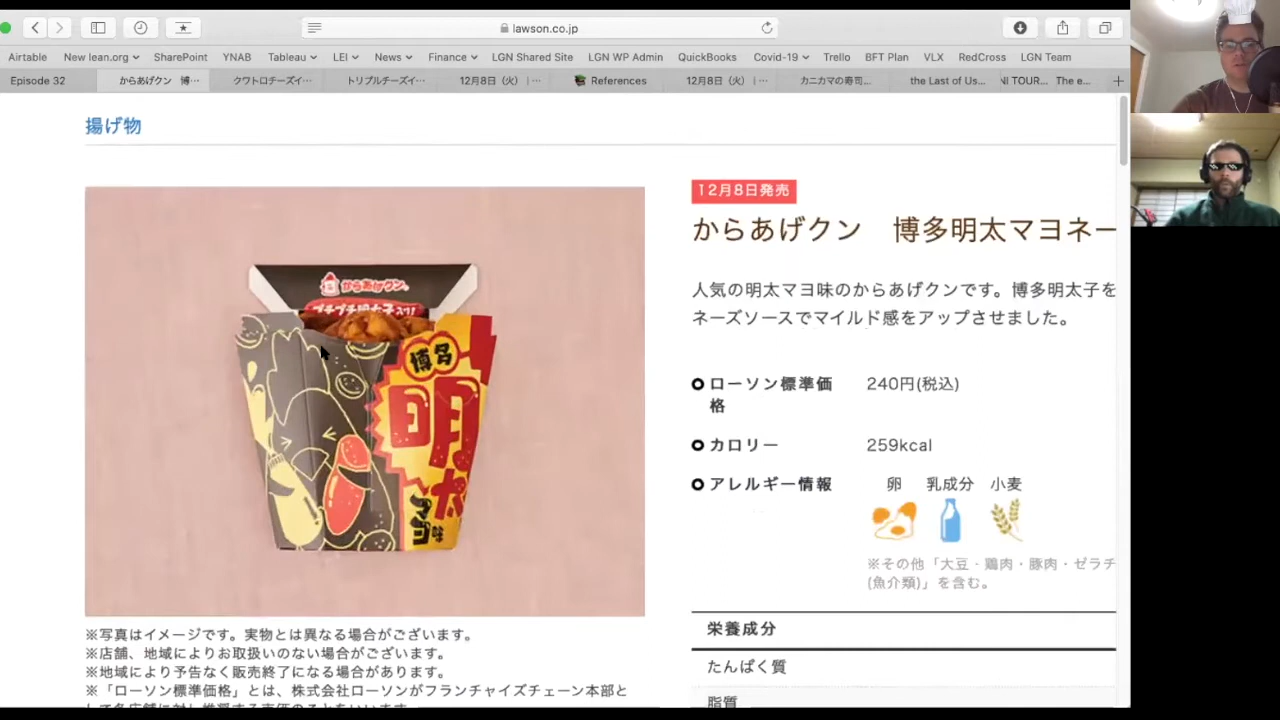 lawson.co.jp
Airtable New lean.org SharePoint YNAB Tableau LEI News Finance LGN Shared Site LGN WP Admin QuickBooks Covid-19 Trello BFT Plan VLX RedCross LGN Team
Episode 32 からあげクン 博… クワトロチーズイ… トリプルチーズイ… 12月8日（火）|… References 12月8日（火）|… カニカマの寿司… the Last of Us... NI TOUR... The e...
揚げ物
12月8日発売
からあげクン 博多明太マヨネー
人気の明太マヨ味のからあげクンです。博多明太子を
ネーズソースでマイルド感をアップさせました。
からあげクン
プチプチ明太子入り!
博多
明太
マヨ味
ローソン標準価 240円(税込)
格
カロリー 259kcal
アレルギー情報 卵 乳成分 小麦
※その他「大豆・鶏肉・豚肉・ゼラチ
(魚介類)」を含む。
栄養成分
たんぱく質
脂質
※写真はイメージです。実物とは異なる場合がございます。
※店舗、地域によりお取扱いのない場合がございます。
※地域により予告なく販売終了になる場合があります。
※「ローソン標準価格」とは、株式会社ローソンがフランチャイズチェーン本部と